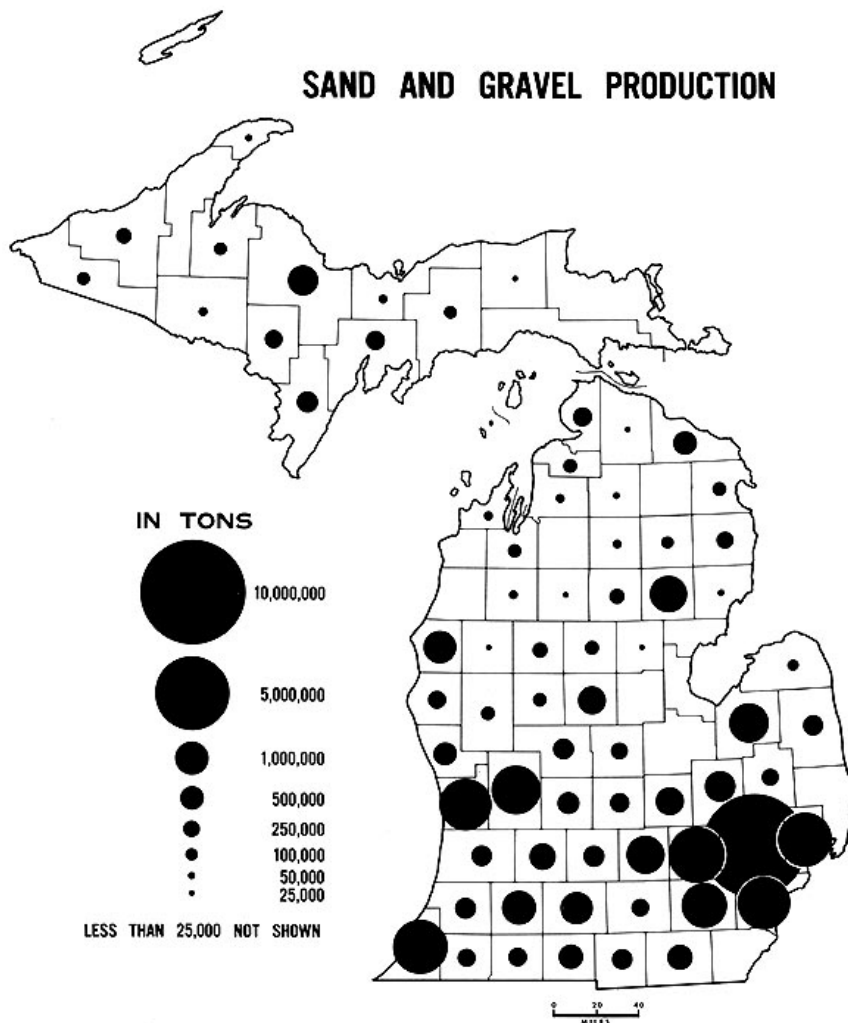 SAND AND GRAVEL PRODUCTION
IN TONS
10,000,000
5,000,000
1,000,000
500,000
250,000
100,000
50,000
25,000
LESS THAN 25,000 NOT SHOWN
0 20 40
MILES